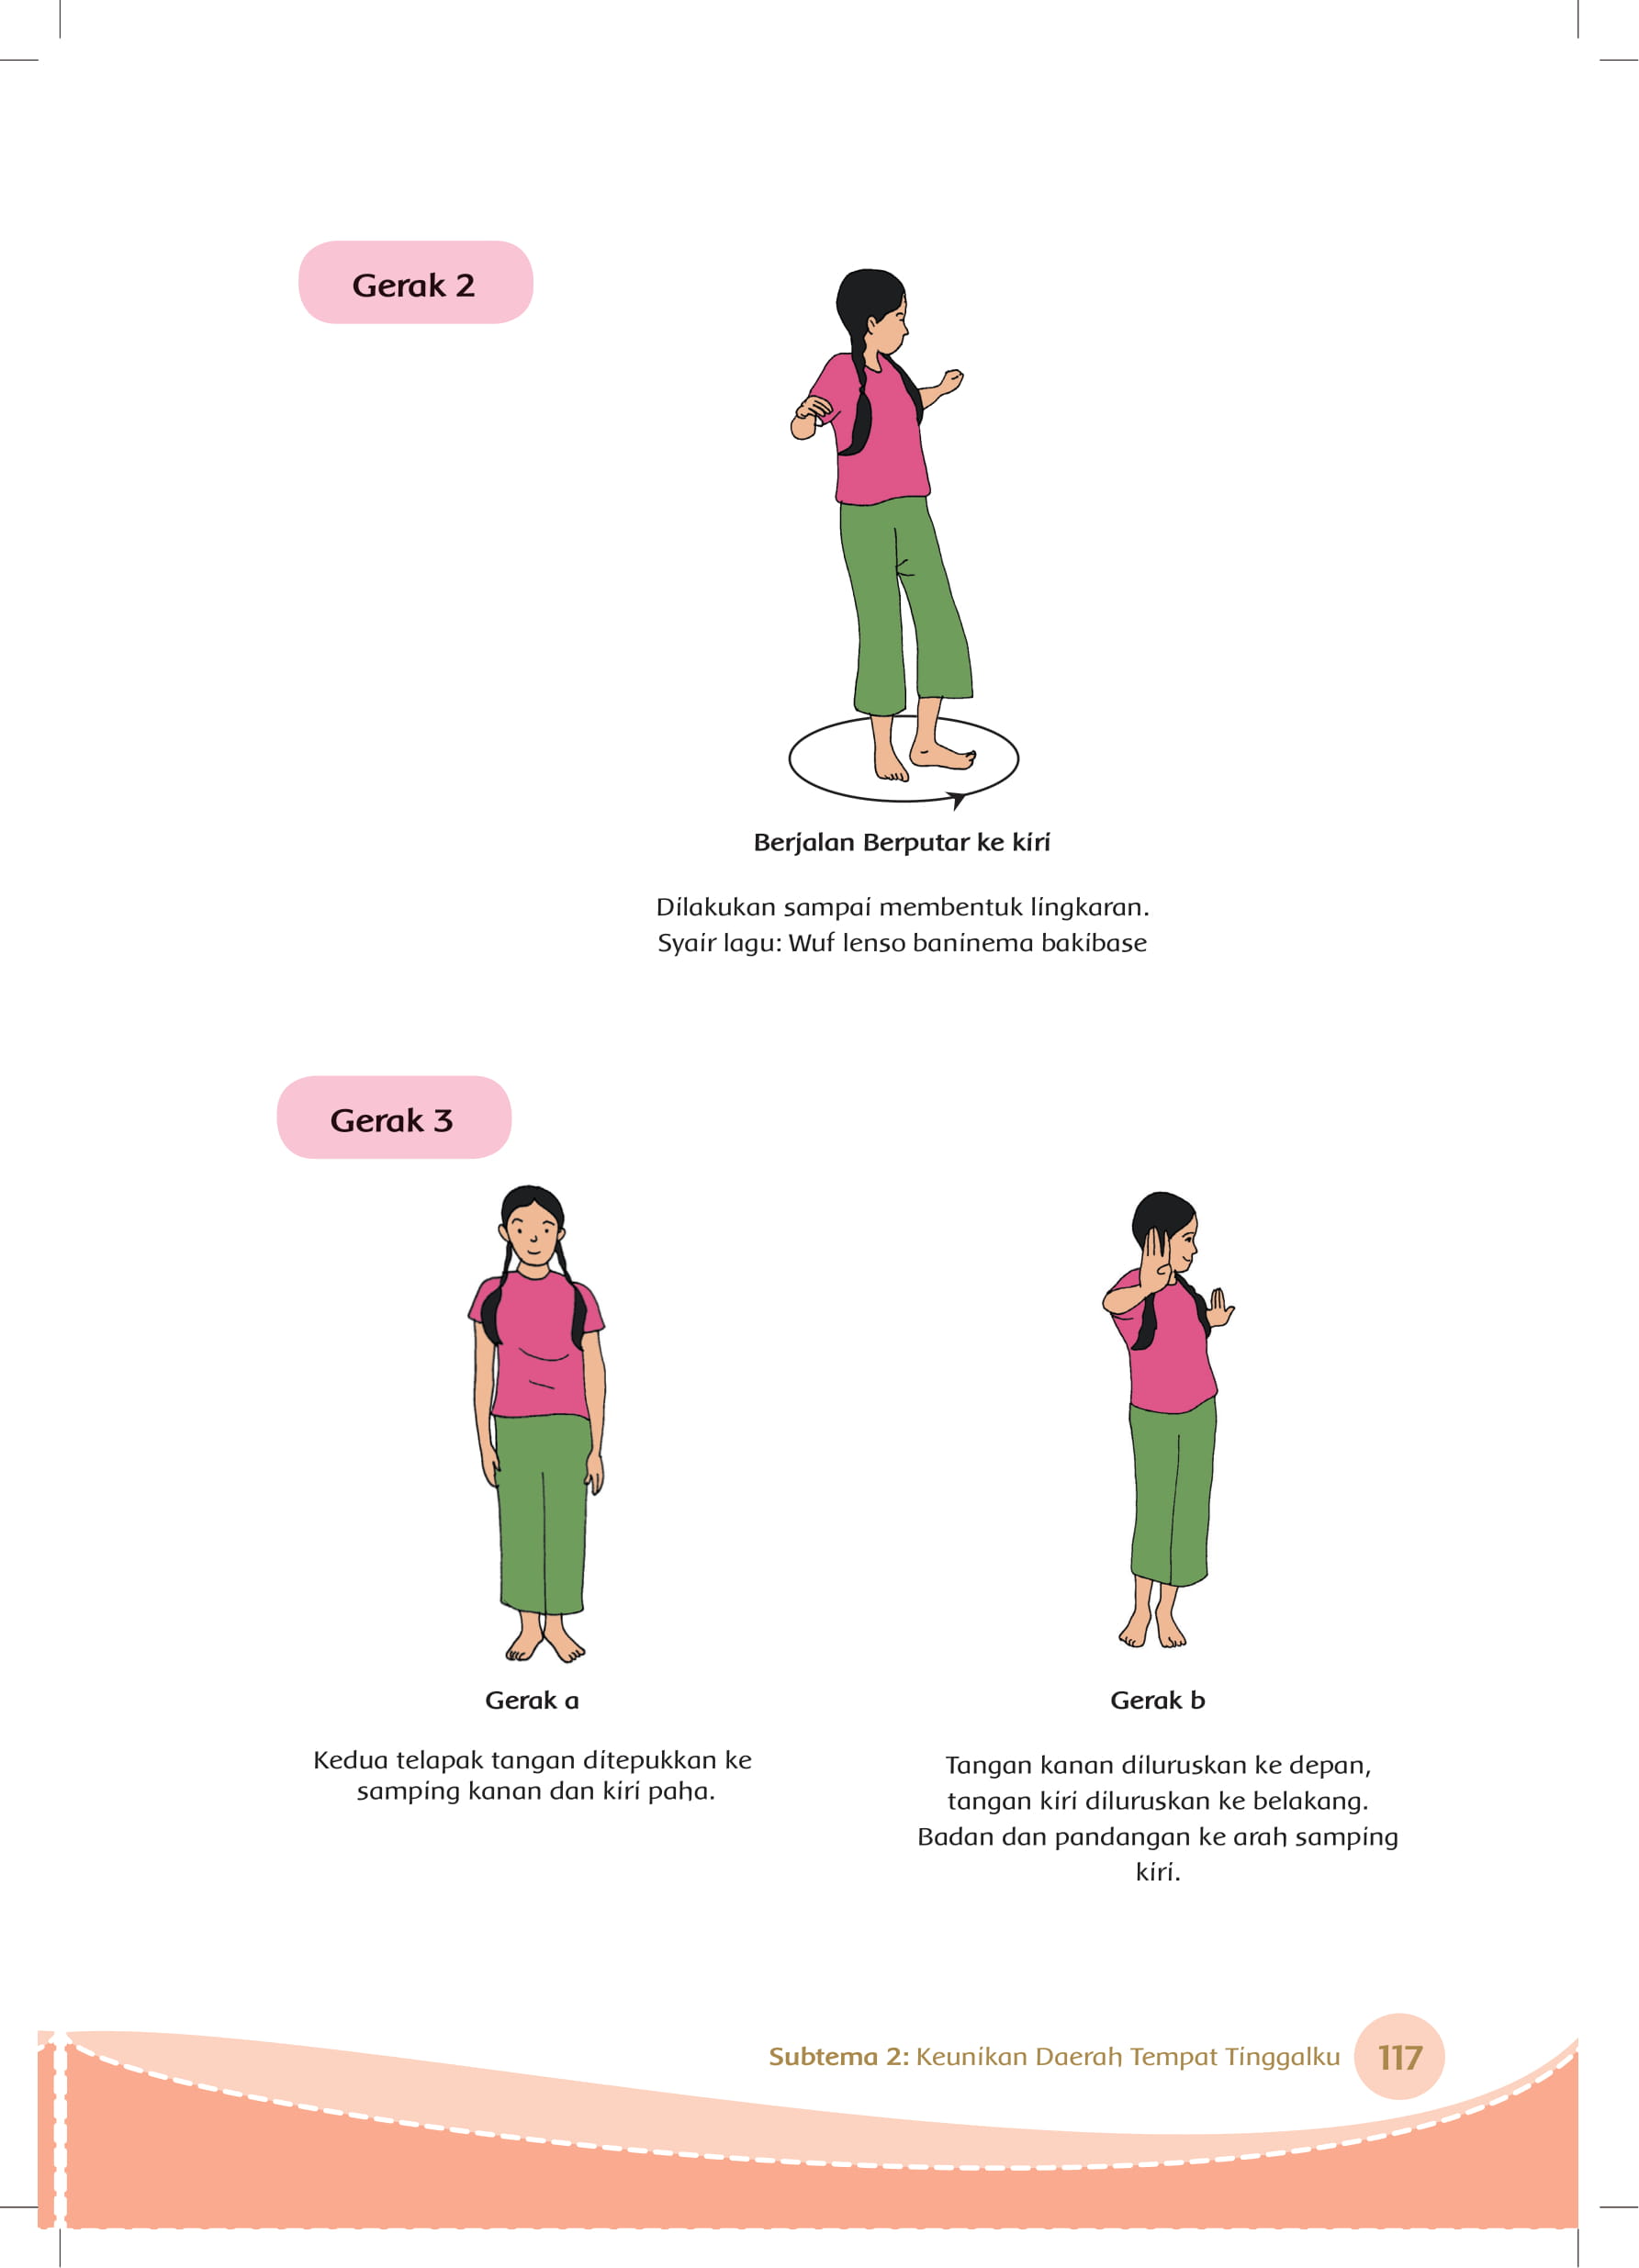 Gerak 2
Berjalan Berputar ke kiri
Dilakukan sampai membentuk lingkaran.
Syair lagu: Wuf lenso baninema bakibase
Gerak 3
Gerak a
Kedua telapak tangan ditepukkan ke
samping kanan dan kiri paha.
Gerak b
Tangan kanan diluruskan ke depan,
tangan kiri diluruskan ke belakang.
Badan dan pandangan ke arah samping
kiri.
Subtema 2: Keunikan Daerah Tempat Tinggalku 117